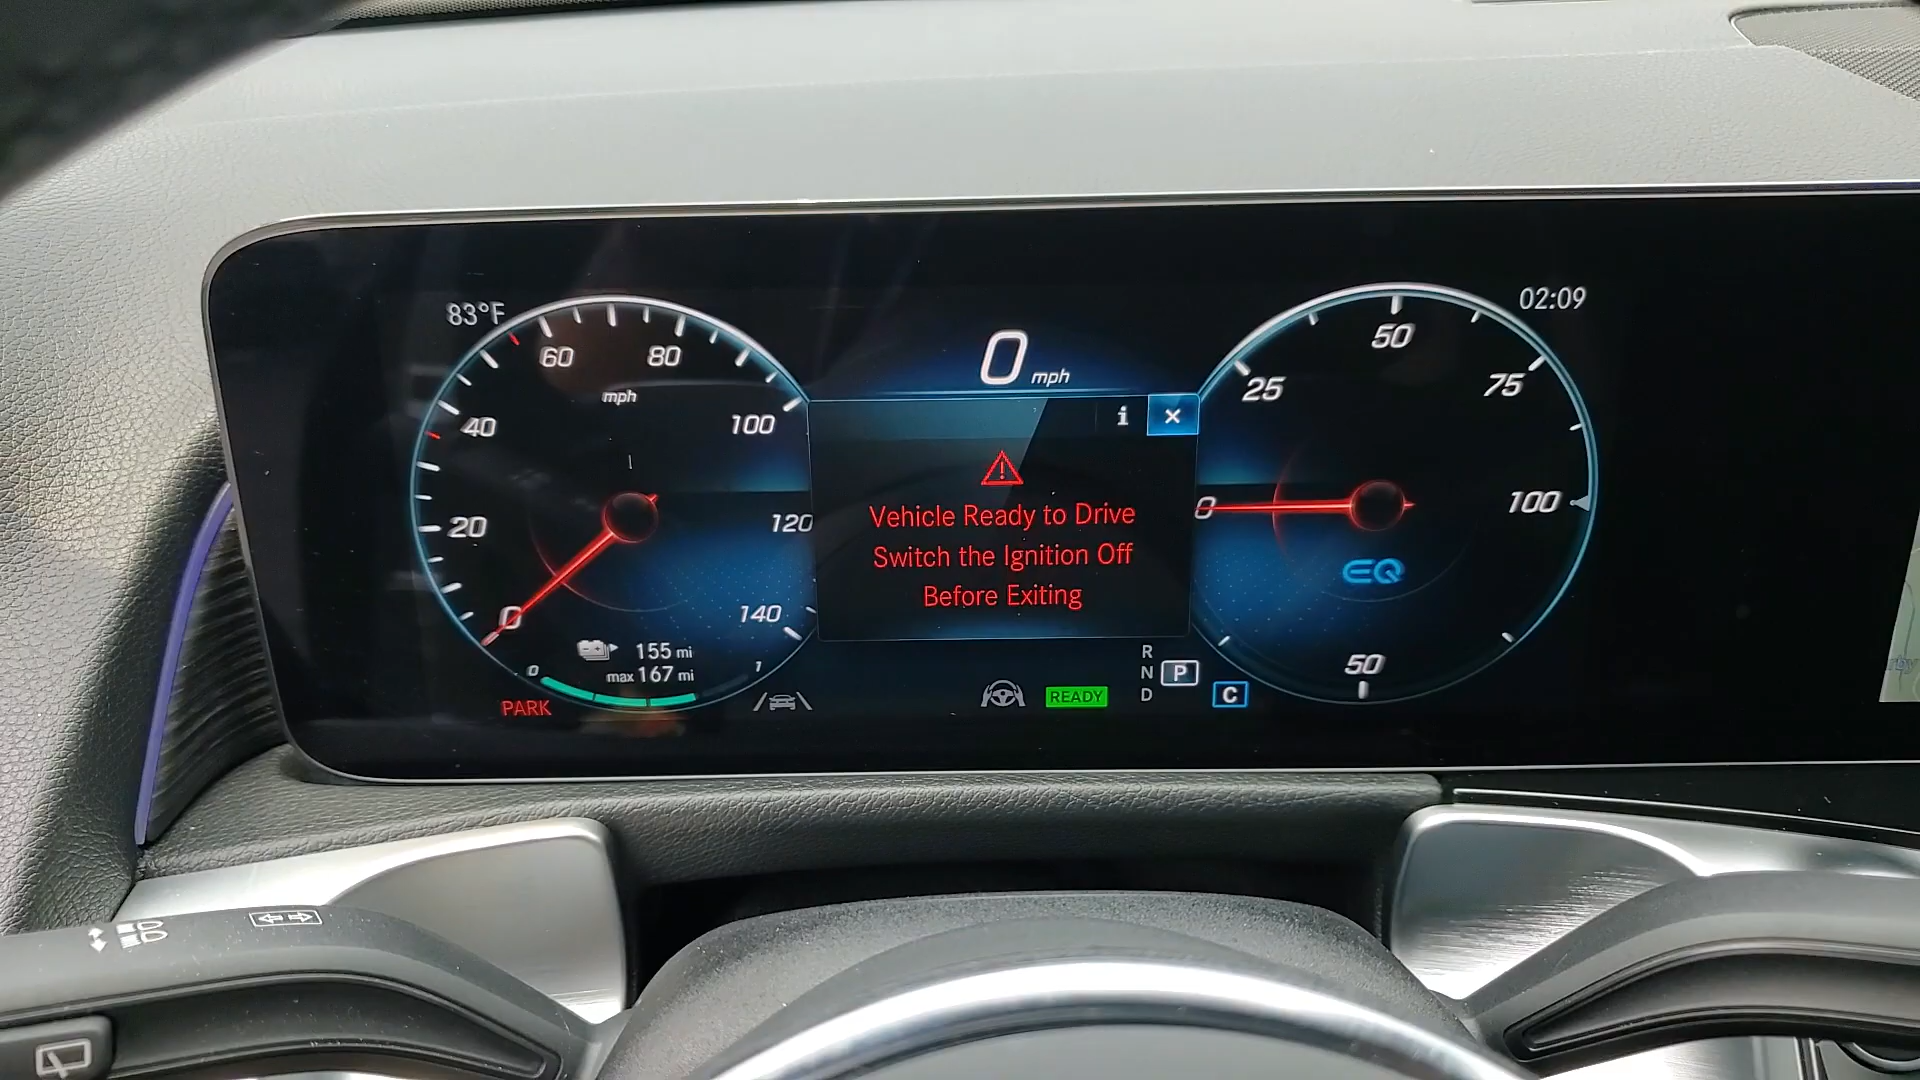 83°F
02:09
0 mph
60
80
mph
40
100
20
120
0
140
155 mi
max 167 mi
0
1
PARK
i ×
Vehicle Ready to Drive
Switch the Ignition Off
Before Exiting
READY
R
N
P
D
C
50
25
75
0
100
EQ
50